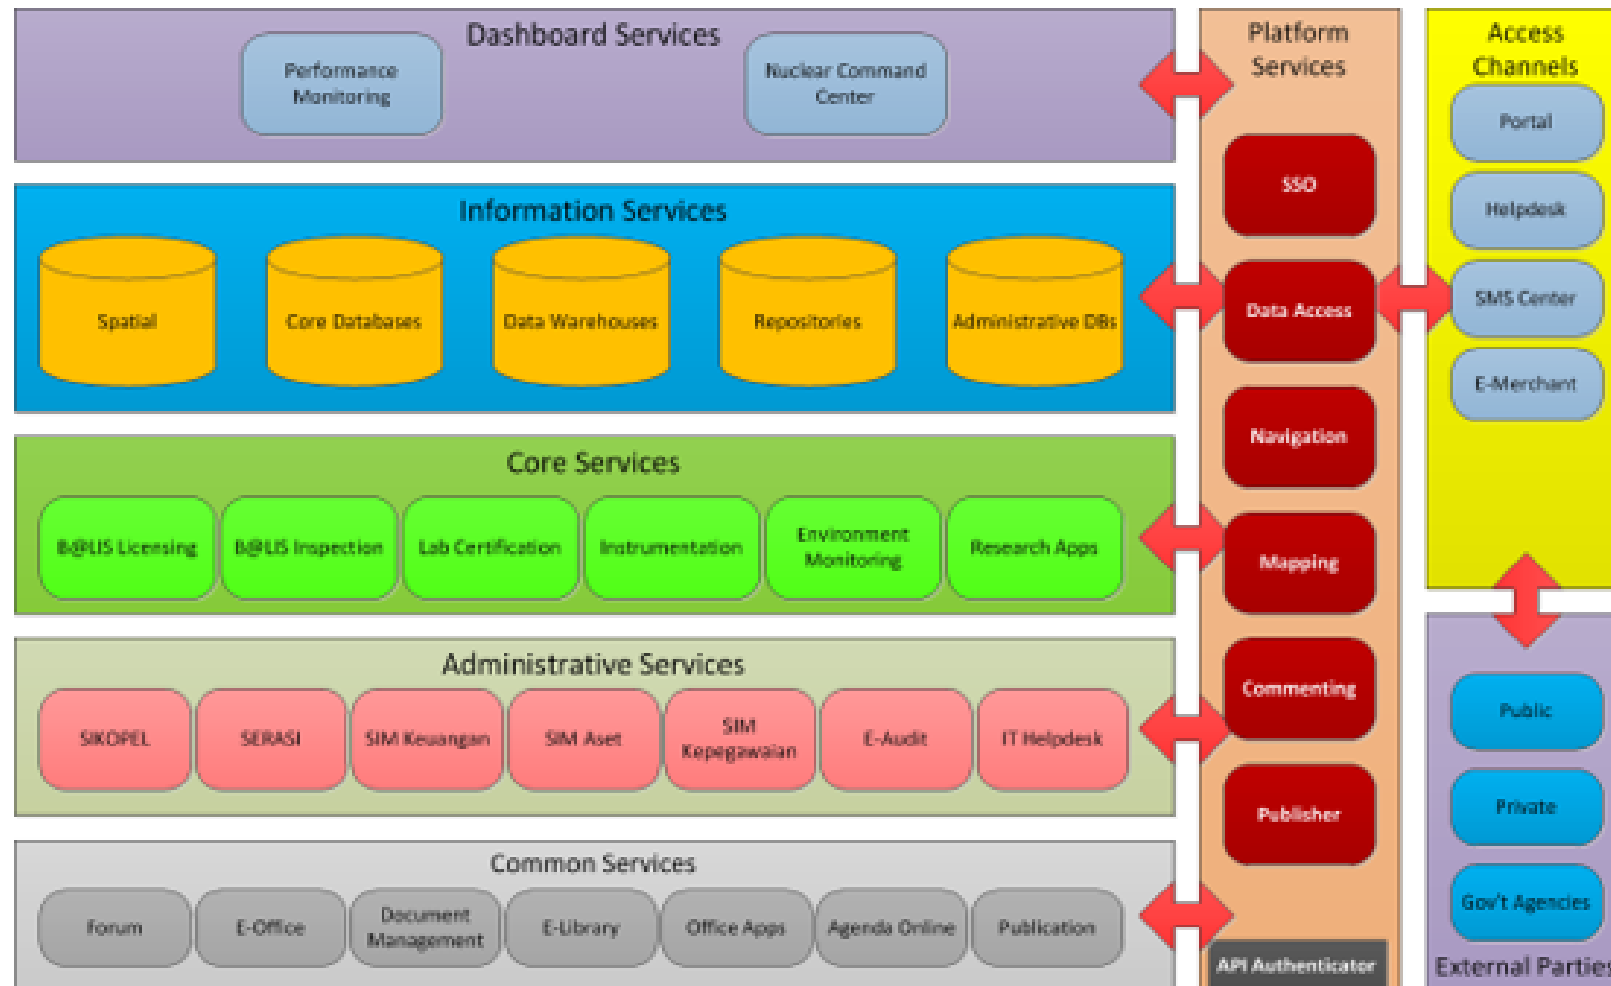 Dashboard Services
Performance
Monitoring
Nuclear Command
Center
Information Services
Spatial
Core Databases
Data Warehouses
Repositories
Administrative DBs
Core Services
B@LIS Licensing
B@LIS Inspection
Lab Certification
Instrumentation
Environment
Monitoring
Research Apps
Administrative Services
SIKOPEL
SERASI
SIM Keuangan
SIM Aset
SIM
Kepegawaian
E-Audit
IT Helpdesk
Common Services
Forum
E-Office
Document
Management
E-Library
Office Apps
Agenda Online
Publication
Platform
Services
SSO
Data Access
Navigation
Mapping
Commenting
Publisher
API Authenticator
Access
Channels
Portal
Helpdesk
SMS Center
E-Merchant
Public
Private
Gov't Agencies
External Parties